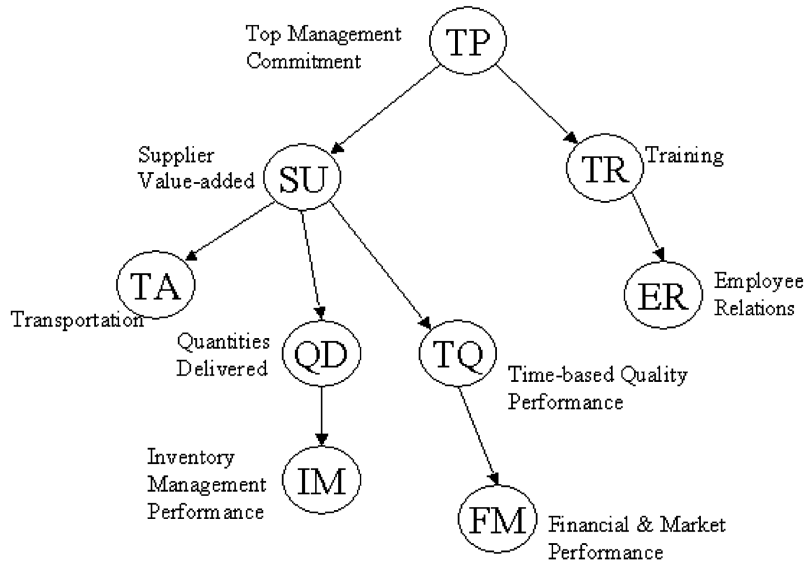 Top Management
Commitment
TP
Supplier
Value-added
SU
TR
Training
TA
Transportation
ER
Employee
Relations
Quantities
Delivered
QD
TQ
Time-based Quality
Performance
Inventory
Management
Performance
IM
FM
Financial & Market
Performance